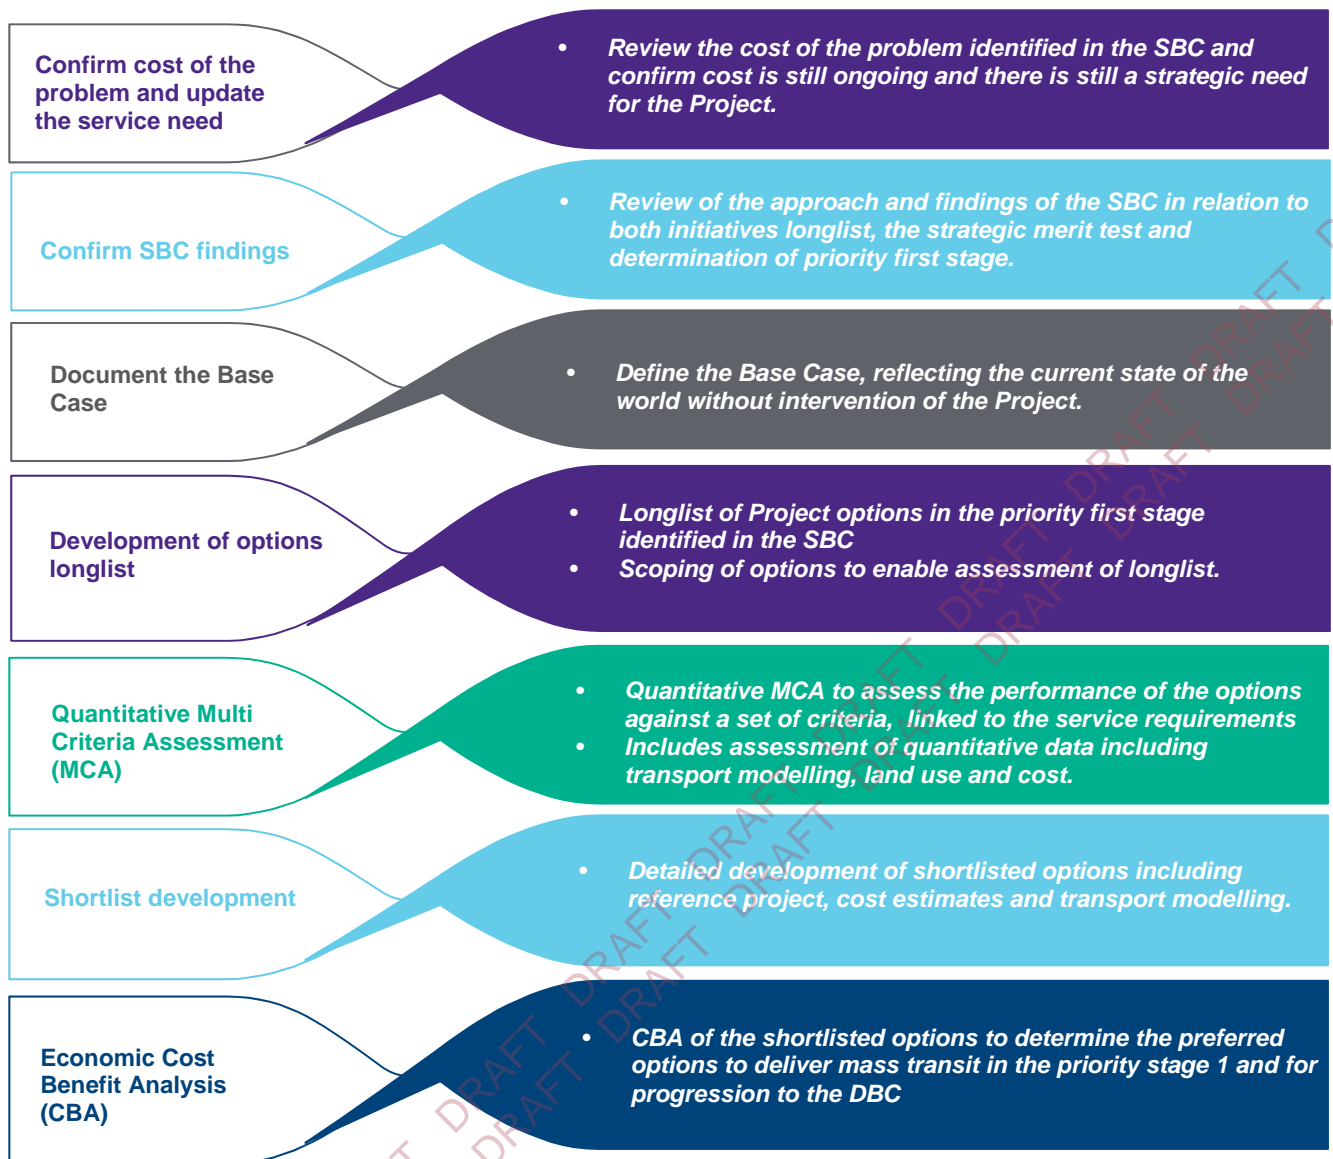 Confirm cost of the
problem and update
the service need
• Review the cost of the problem identified in the SBC and
confirm cost is still ongoing and there is still a strategic need
for the Project.
Confirm SBC findings
• Review of the approach and findings of the SBC in relation to
both initiatives longlist, the strategic merit test and
determination of priority first stage.
Document the Base
Case
• Define the Base Case, reflecting the current state of the
world without intervention of the Project.
Development of options
longlist
• Longlist of Project options in the priority first stage
identified in the SBC
• Scoping of options to enable assessment of longlist.
Quantitative Multi
Criteria Assessment
(MCA)
• Quantitative MCA to assess the performance of the options
against a set of criteria, linked to the service requirements
• Includes assessment of quantitative data including
transport modelling, land use and cost.
Shortlist development
• Detailed development of shortlisted options including
reference project, cost estimates and transport modelling.
Economic Cost
Benefit Analysis
(CBA)
• CBA of the shortlisted options to determine the preferred
options to deliver mass transit in the priority stage 1 and for
progression to the DBC
DRAFT DRAFT DRAFT DRAFT DRAFT
DRAFT DRAFT DRAFT DRAFT DRAFT